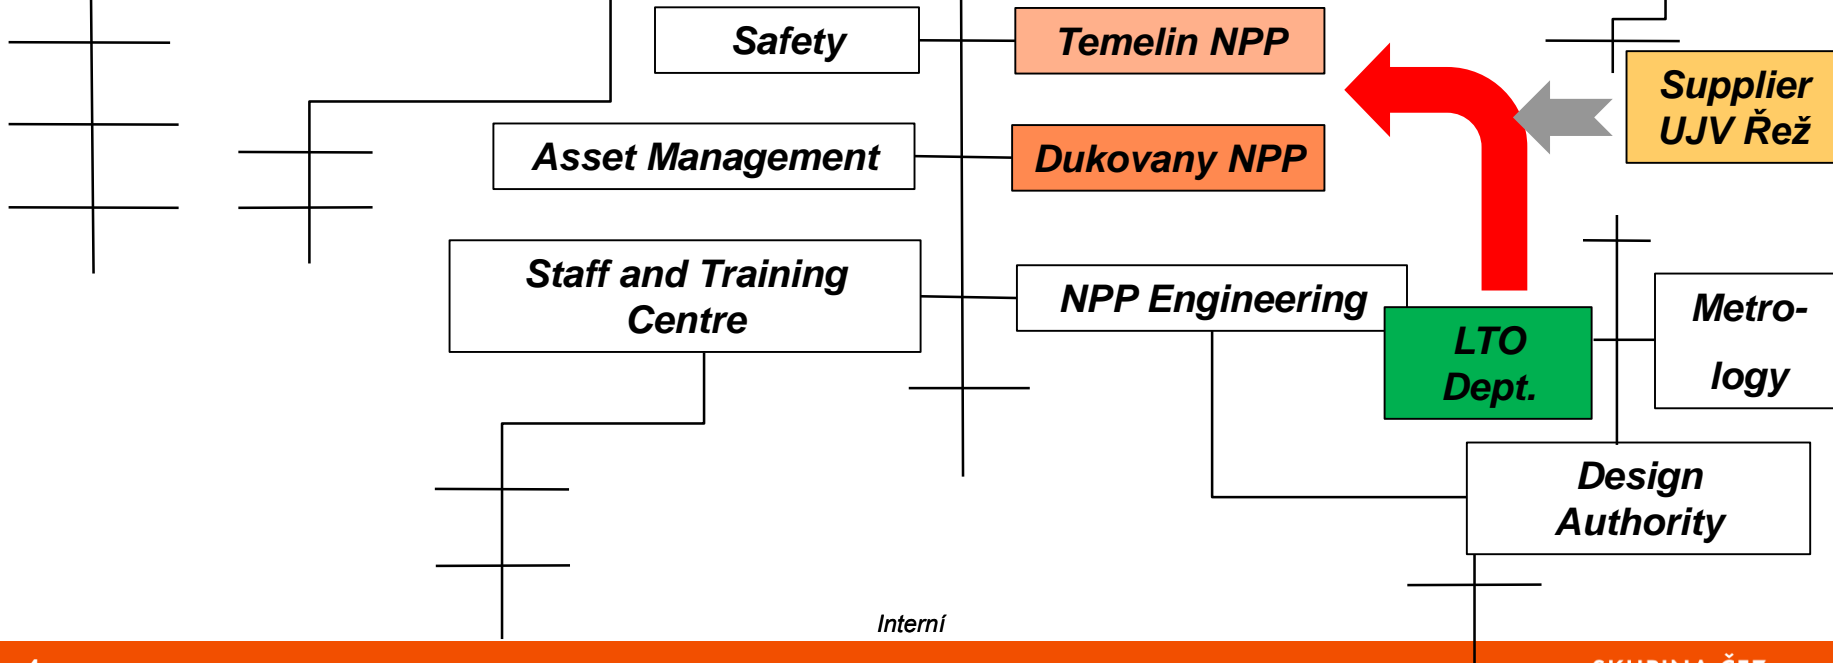 Safety
Temelin NPP
Supplier
UJV Řež
Asset Management
Dukovany NPP
Staff and Training
Centre
NPP Engineering
LTO
Dept.
Metro-
logy
Design
Authority
Interní